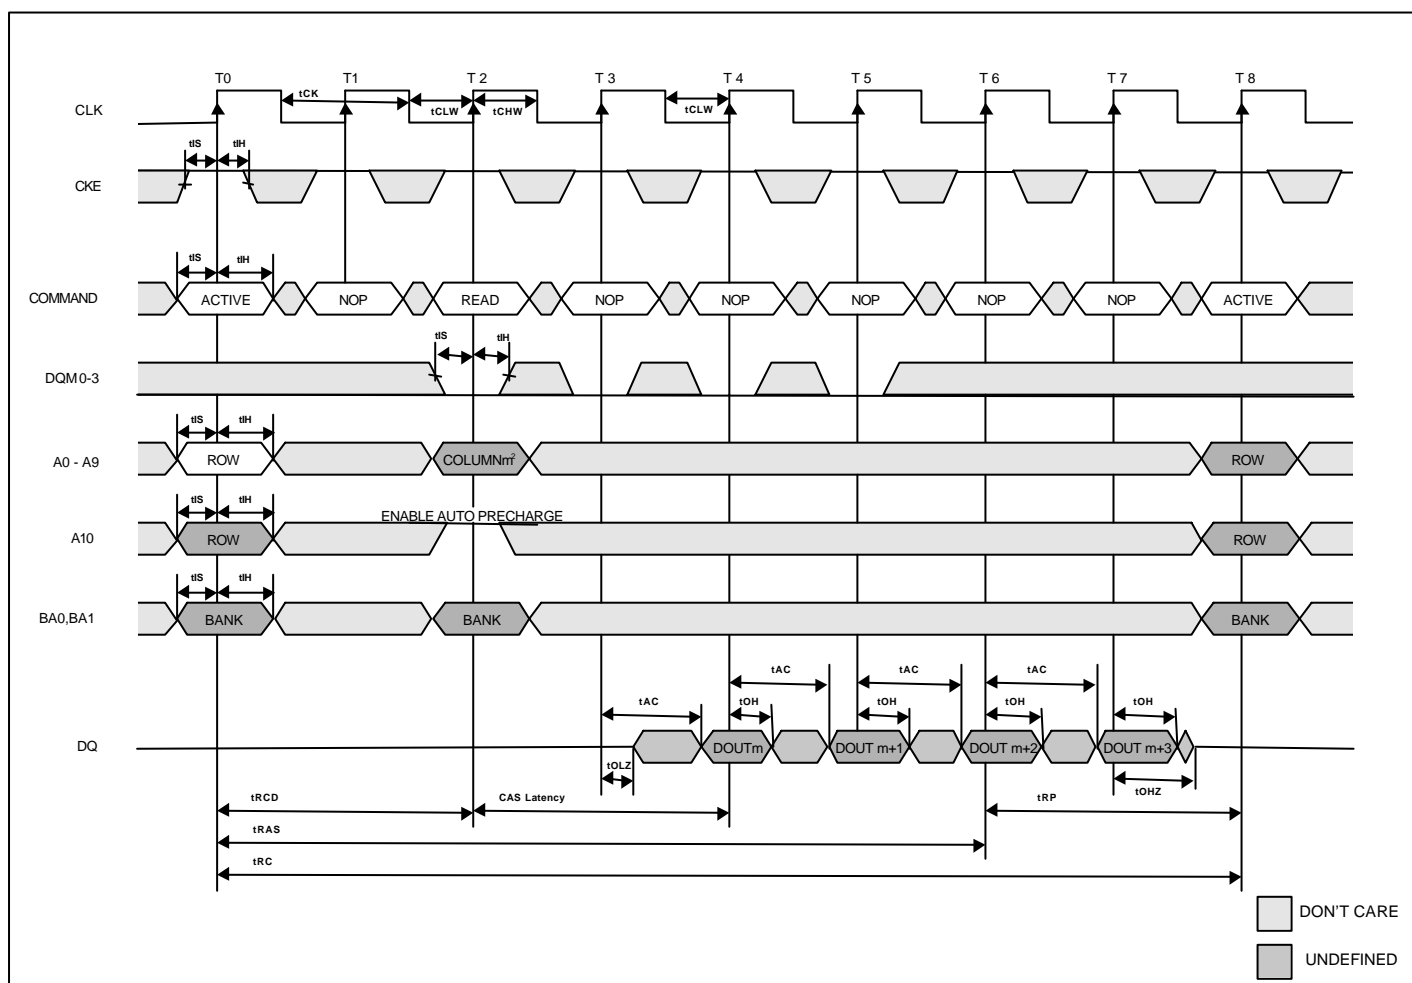 T0 T1 T 2 T 3 T 4 T 5 T 6 T 7 T 8
CLK
tCK tCLW tCHW tCLW
tIS tIH
CKE
tIS tIH
COMMAND ACTIVE NOP READ NOP NOP NOP NOP NOP ACTIVE
tIS tIH
DQM 0-3
tIS tIH
A0 - A9 ROW COLUMNm² ROW
tIS tIH
ENABLE AUTO PRECHARGE
A10 ROW ROW
tIS tIH
BA0,BA1 BANK BANK BANK
tAC tAC tAC
tAC tOH tOH tOH tOH
DQ DOUTm DOUT m+1 DOUT m+2 DOUT m+3
tOLZ tOHZ
tRCD CAS Latency tRP
tRAS
tRC
DON'T CARE
UNDEFINED